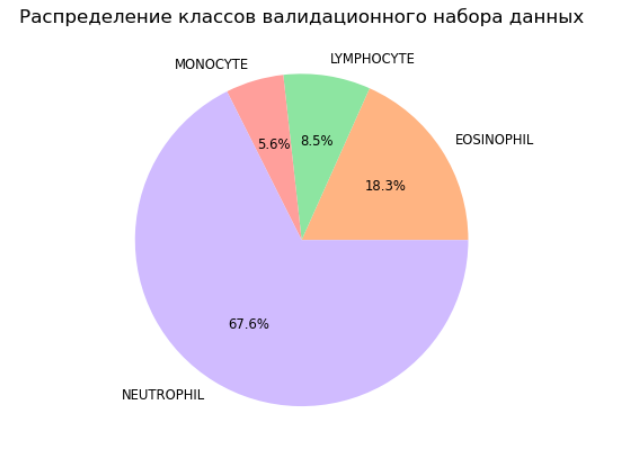 Распределение классов валидационного набора данных
LYMPHOCYTE
MONOCYTE
EOSINOPHIL
8.5%
5.6%
18.3%
67.6%
NEUTROPHIL